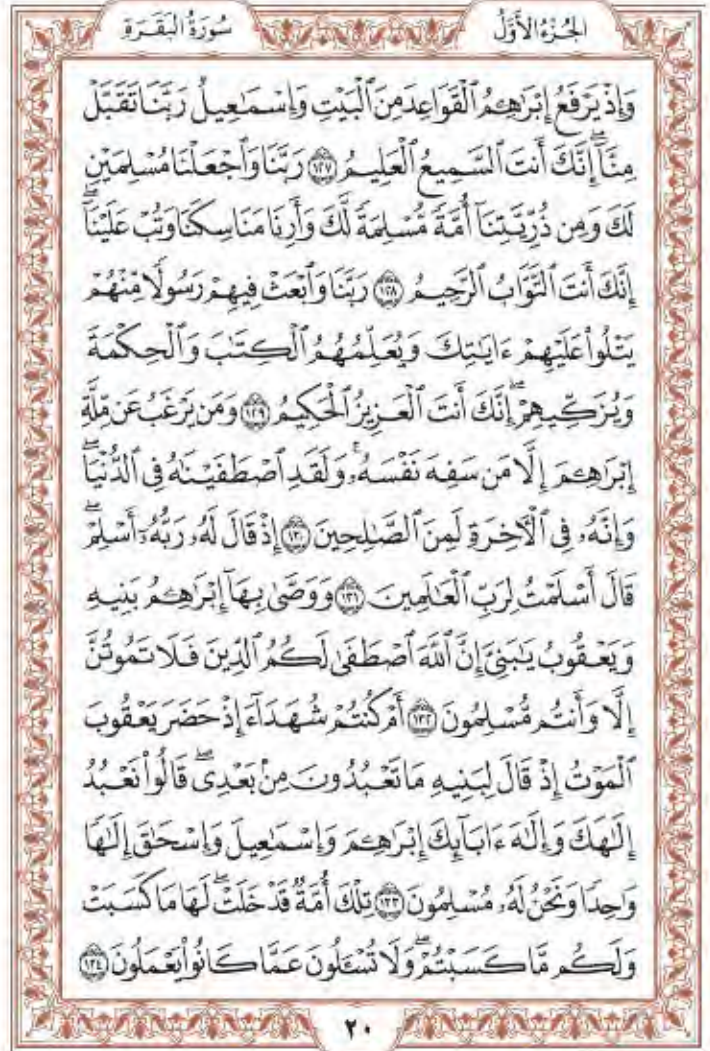 الجُزْءُ الأَوَّلُ
سُورَةُ البَقَرَةِ
وَإِذْ يَرْفَعُ إِبْرَٰهِـۧمُ ٱلْقَوَاعِدَ مِنَ ٱلْبَيْتِ وَإِسْمَٰعِيلُ رَبَّنَا تَقَبَّلْ
مِنَّآۖ إِنَّكَ أَنتَ ٱلسَّمِيعُ ٱلْعَلِيمُ ١٢٧ رَبَّنَا وَٱجْعَلْنَا مُسْلِمَيْنِ
لَكَ وَمِن ذُرِّيَّتِنَآ أُمَّةً مُّسْلِمَةً لَّكَ وَأَرِنَا مَنَاسِكَنَا وَتُبْ عَلَيْنَآۖ
إِنَّكَ أَنتَ ٱلتَّوَّابُ ٱلرَّحِيمُ ١٢٨ رَبَّنَا وَٱبْعَثْ فِيهِمْ رَسُولًا مِّنْهُمْ
يَتْلُوا۟ عَلَيْهِمْ ءَايَٰتِكَ وَيُعَلِّمُهُمُ ٱلْكِتَٰبَ وَٱلْحِكْمَةَ
وَيُزَكِّيهِمْۖ إِنَّكَ أَنتَ ٱلْعَزِيزُ ٱلْحَكِيمُ ١٢٩ وَمَن يَرْغَبُ عَن مِّلَّةِ
إِبْرَٰهِـۧمَ إِلَّا مَن سَفِهَ نَفْسَهُۥۚ وَلَقَدِ ٱصْطَفَيْنَٰهُ فِى ٱلدُّنْيَاۖ
وَإِنَّهُۥ فِى ٱلْءَاخِرَةِ لَمِنَ ٱلصَّٰلِحِينَ ١٣٠ إِذْ قَالَ لَهُۥ رَبُّهُۥٓ أَسْلِمْۖ
قَالَ أَسْلَمْتُ لِرَبِّ ٱلْعَٰلَمِينَ ١٣١ وَوَصَّىٰ بِهَآ إِبْرَٰهِـۧمُ بَنِيهِ
وَيَعْقُوبُ يَٰبَنِىَّ إِنَّ ٱللَّهَ ٱصْطَفَىٰ لَكُمُ ٱلدِّينَ فَلَا تَمُوتُنَّ
إِلَّا وَأَنتُم مُّسْلِمُونَ ١٣٢ أَمْ كُنتُمْ شُهَدَآءَ إِذْ حَضَرَ يَعْقُوبَ
ٱلْمَوْتُ إِذْ قَالَ لِبَنِيهِ مَا تَعْبُدُونَ مِنۢ بَعْدِىۖ قَالُوا۟ نَعْبُدُ
إِلَٰهَكَ وَإِلَٰهَ ءَابَآئِكَ إِبْرَٰهِـۧمَ وَإِسْمَٰعِيلَ وَإِسْحَٰقَ إِلَٰهًا
وَٰحِدًا وَنَحْنُ لَهُۥ مُسْلِمُونَ ١٣٣ تِلْكَ أُمَّةٌ قَدْ خَلَتْۖ لَهَا مَا كَسَبَتْ
وَلَكُم مَّا كَسَبْتُمْۖ وَلَا تُسْـَٔلُونَ عَمَّا كَانُوا۟ يَعْمَلُونَ ١٣٤
٢٠